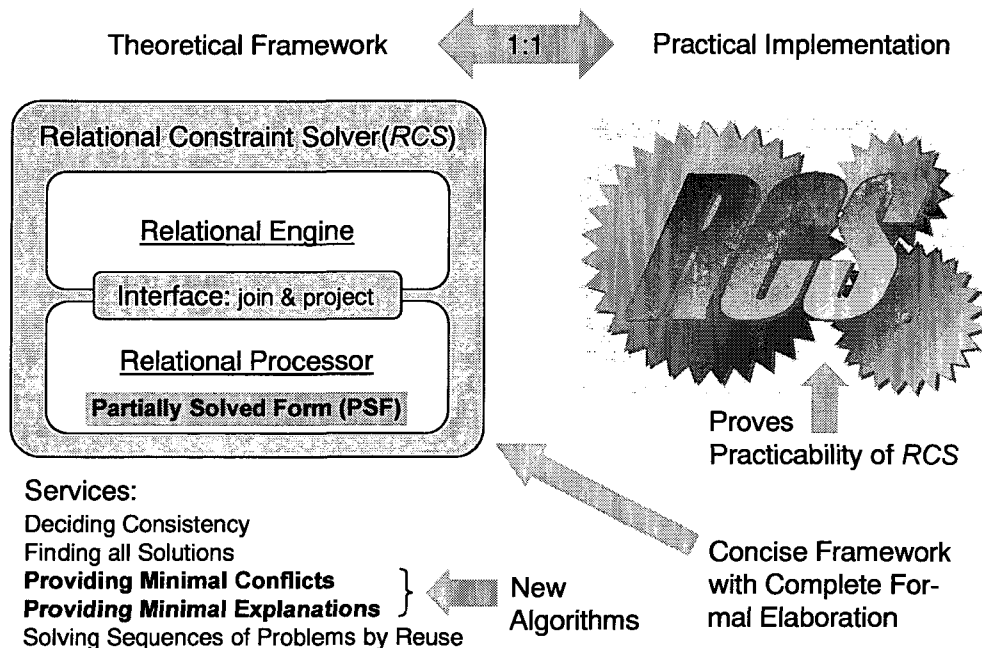 Theoretical Framework
1:1
Practical Implementation
Relational Constraint Solver(RCS)
Relational Engine
Interface: join & project
Relational Processor
Partially Solved Form (PSF)
RCS
Proves
Practicability of RCS
Services:
Deciding Consistency
Finding all Solutions
Providing Minimal Conflicts
Providing Minimal Explanations
Solving Sequences of Problems by Reuse
New
Algorithms
Concise Framework
with Complete For-
mal Elaboration